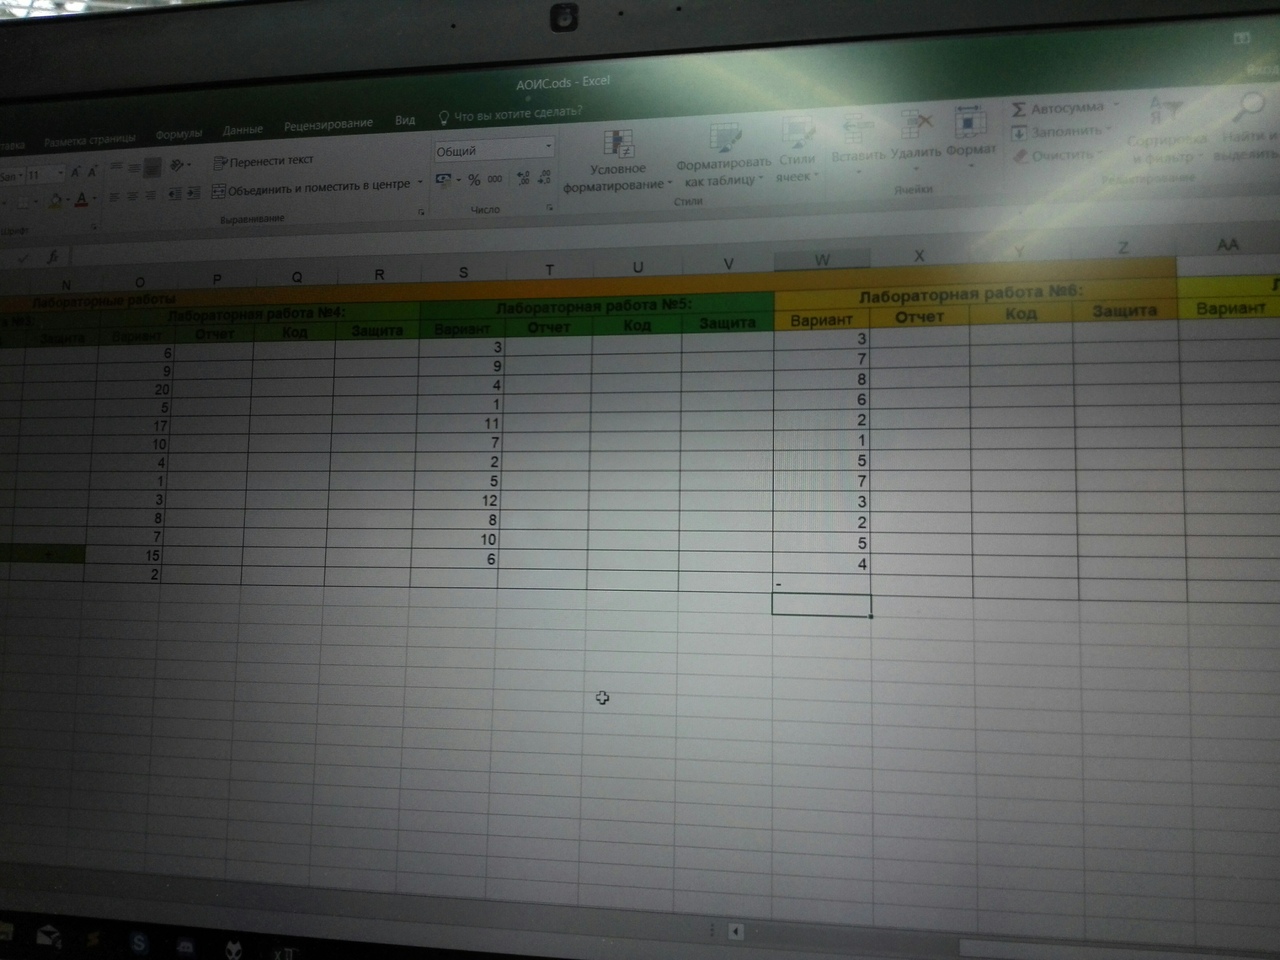 АОИС.ods - Excel
Разметка страницы Формулы Данные Рецензирование Вид Что вы хотите сделать?
11 Перенести текст Общий Автосумма
Объединить и поместить в центре % 000 Условное форматирование Форматировать как таблицу Стили ячеек Вставить Удалить Формат Заполнить Очистить Сортировка и фильтр Найти и
Выравнивание Число Стили Ячейки Редактирование
N O P Q R S T U V W X Y Z AA
Лабораторные работы
Лабораторная работа №4: Лабораторная работа №5: Лабораторная работа №6:
Защита Вариант Отчет Код Защита Вариант Отчет Код Защита Вариант Отчет Код Защита Вариант
6 3 3
9 9 7
20 4 8
5 1 6
17 11 2
10 7 1
4 2 5
1 5 7
3 12 3
8 8 2
7 10 5
+ 15 6 4
2 -